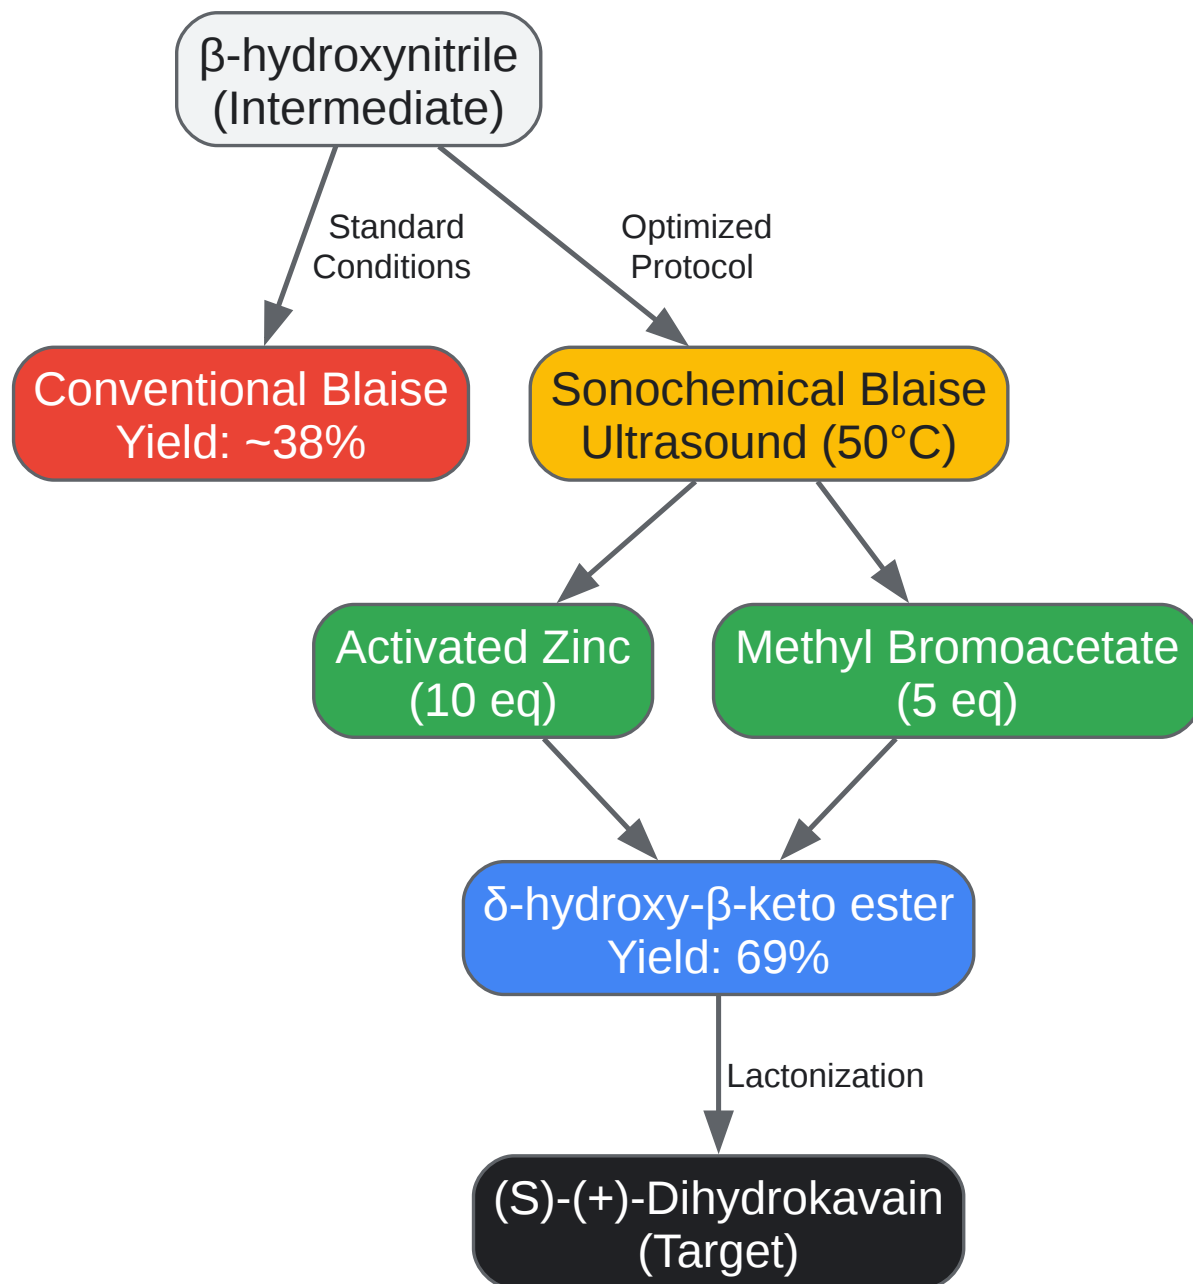 β-hydroxynitrile
(Intermediate)
Standard
Conditions
Optimized
Protocol
Conventional Blaise
Yield: ~38%
Sonochemical Blaise
Ultrasound (50°C)
Activated Zinc
(10 eq)
Methyl Bromoacetate
(5 eq)
δ-hydroxy-β-keto ester
Yield: 69%
Lactonization
(S)-(+)-Dihydrokavain
(Target)